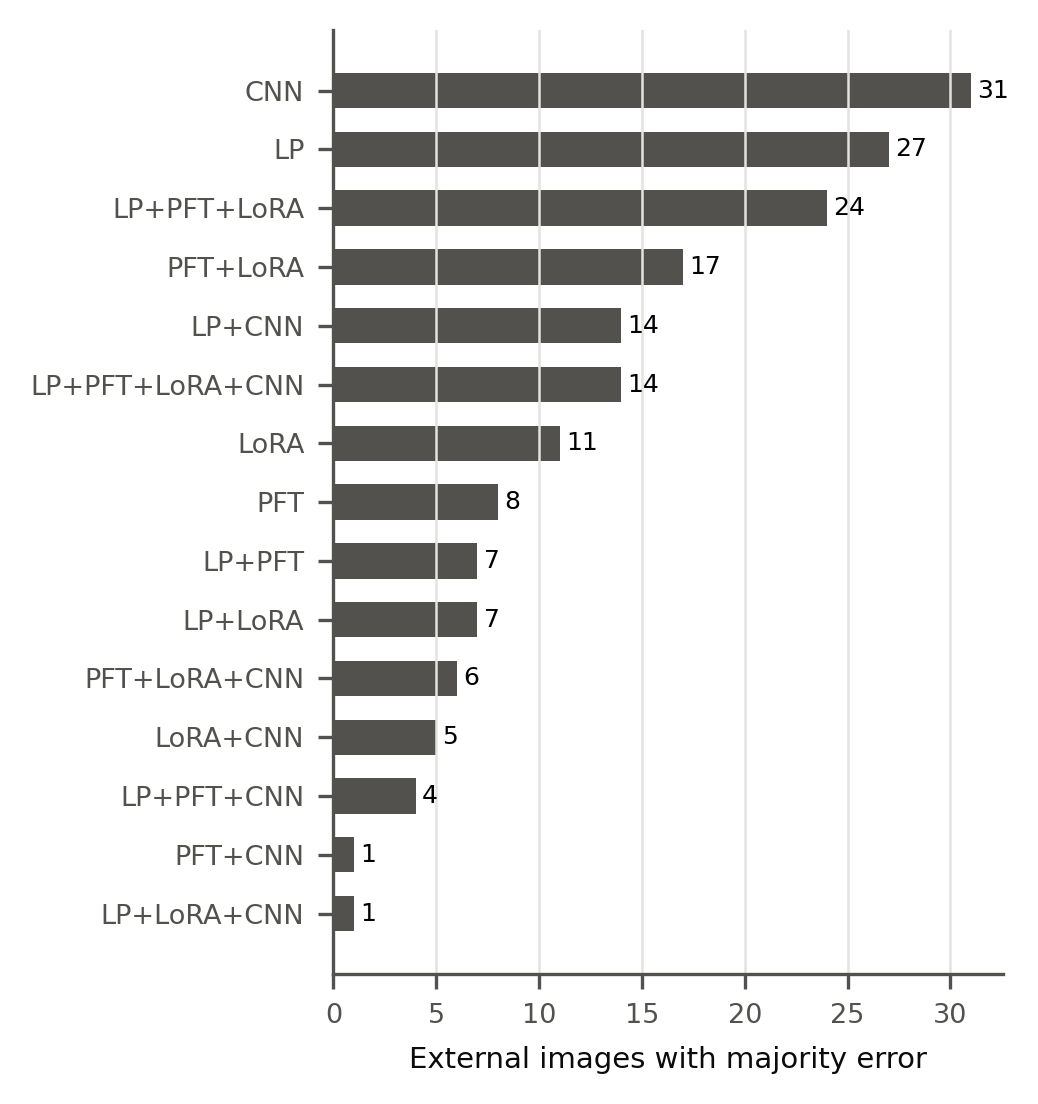 CNN 31
LP 27
LP+PFT+LoRA 24
PFT+LoRA 17
LP+CNN 14
LP+PFT+LoRA+CNN 14
LoRA 11
PFT 8
LP+PFT 7
LP+LoRA 7
PFT+LoRA+CNN 6
LoRA+CNN 5
LP+PFT+CNN 4
PFT+CNN 1
LP+LoRA+CNN 1
0 5 10 15 20 25 30
External images with majority error